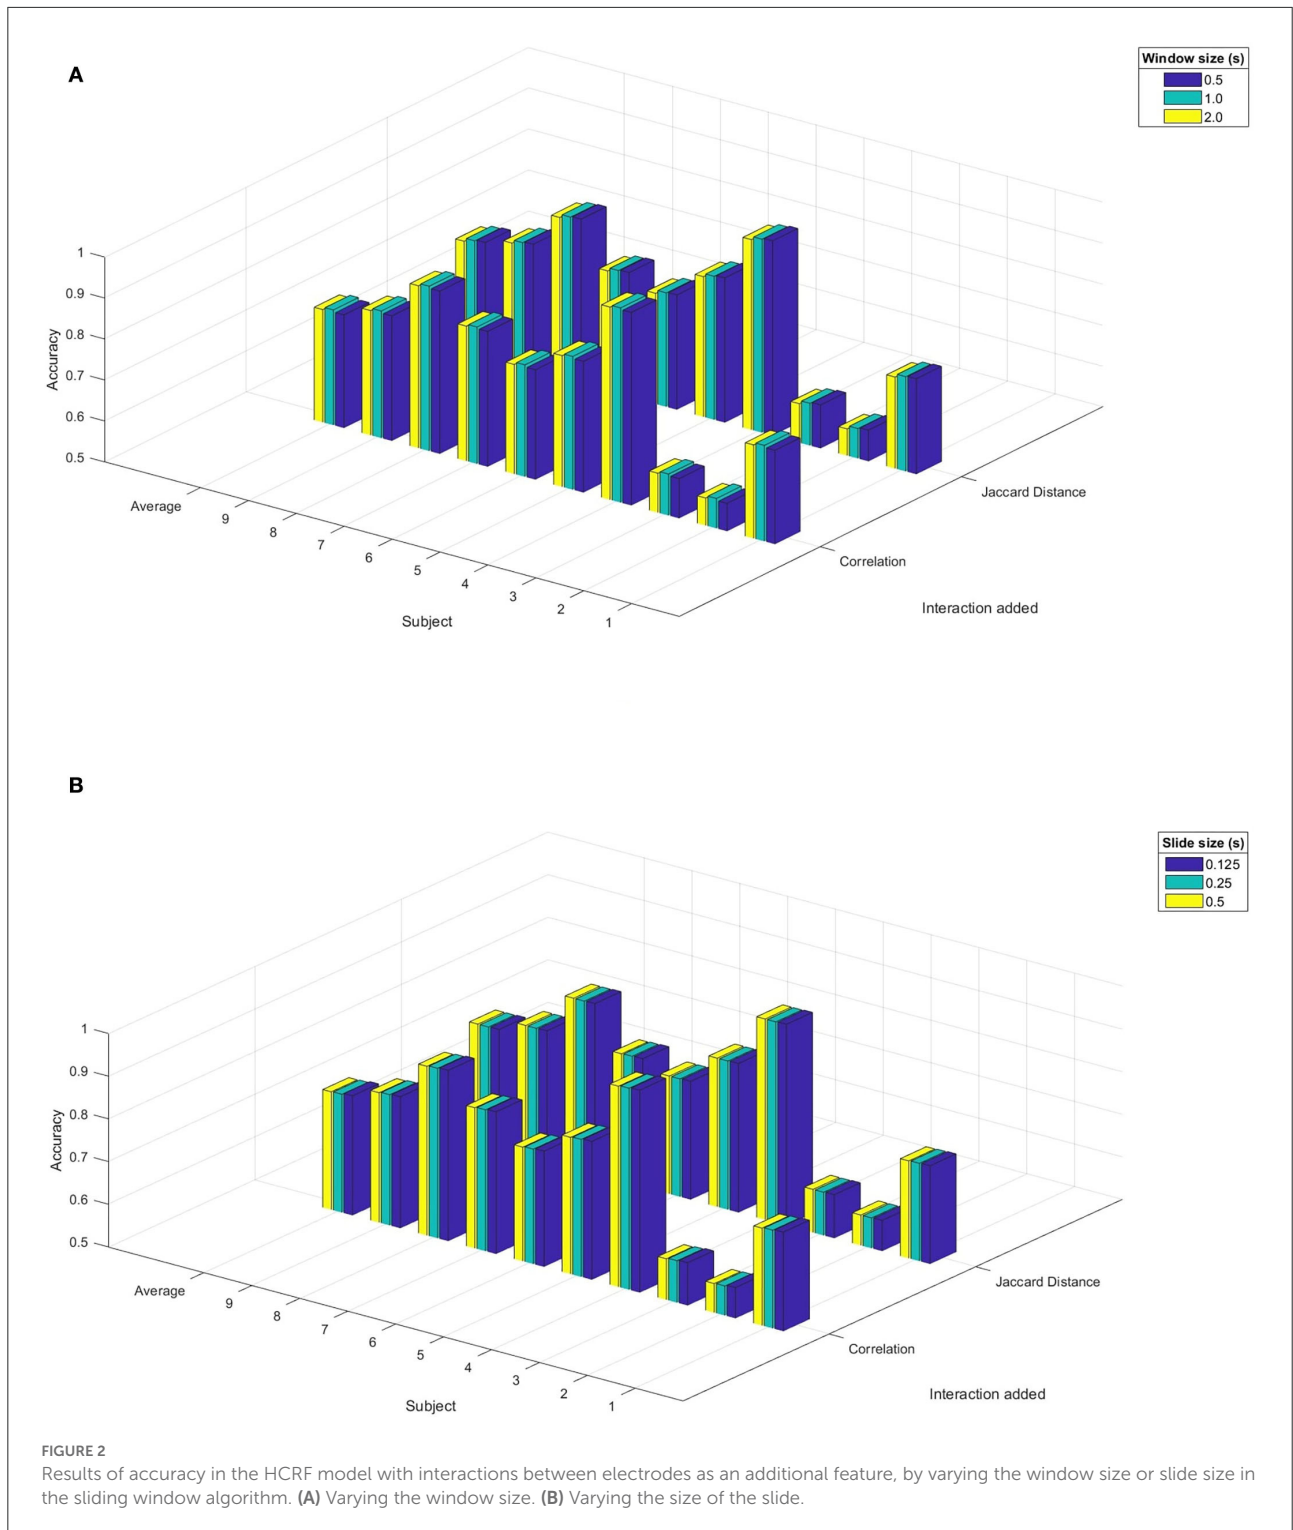 A
Window size (s)
0.5
1.0
2.0
1
0.9
0.8
0.7
0.6
0.5
Accuracy
Average
9
8
7
6
5
4
3
2
1
Subject
Jaccard Distance
Correlation
Interaction added
B
Slide size (s)
0.125
0.25
0.5
1
0.9
0.8
0.7
0.6
0.5
Accuracy
Average
9
8
7
6
5
4
3
2
1
Subject
Jaccard Distance
Correlation
Interaction added
FIGURE 2
Results of accuracy in the HCRF model with interactions between electrodes as an additional feature, by varying the window size or slide size in
the sliding window algorithm. (A) Varying the window size. (B) Varying the size of the slide.